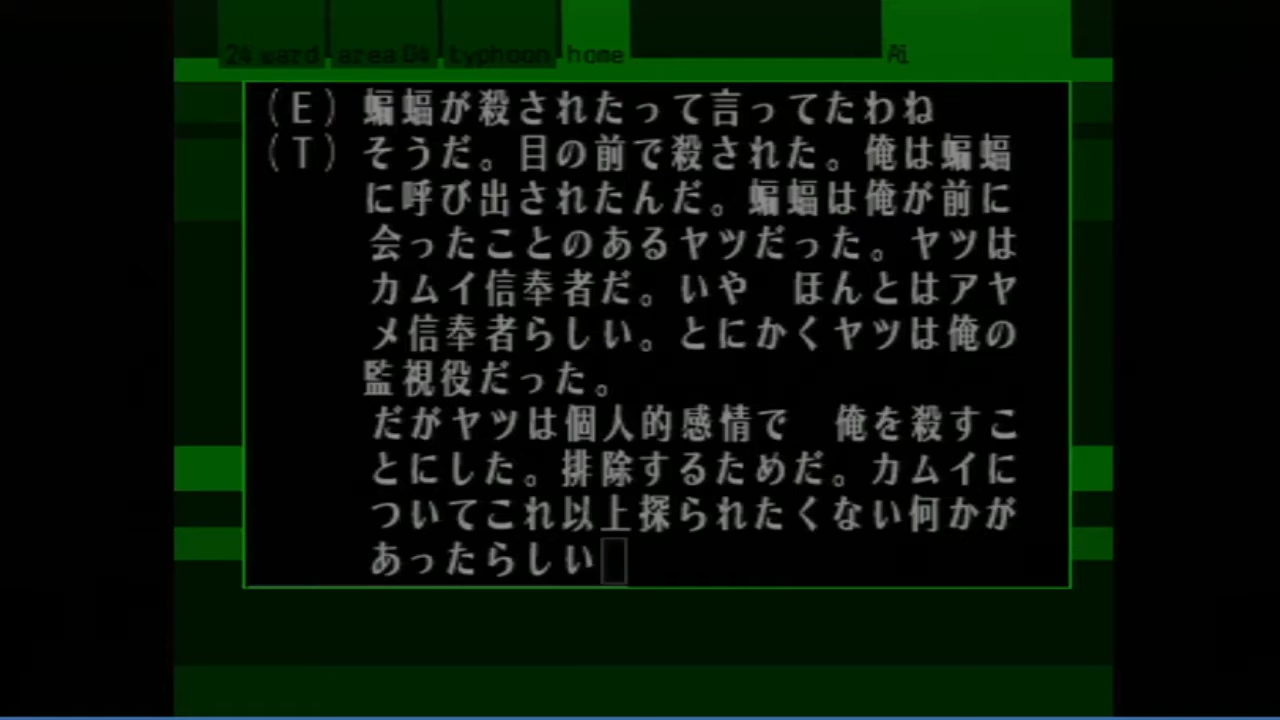 24 ward area 04 typhoon home Ai
（E）蝙蝠が殺されたって言ってたわね
（T）そうだ。目の前で殺された。俺は蝙蝠
に呼び出されたんだ。蝙蝠は俺が前に
会ったことのあるヤツだった。ヤツは
カムイ信奉者だ。いや　ほんとはアヤ
メ信奉者らしい。とにかくヤツは俺の
監視役だった。
だがヤツは個人的感情で　俺を殺すこ
とにした。排除するためだ。カムイに
ついてこれ以上探られたくない何かが
あったらしい